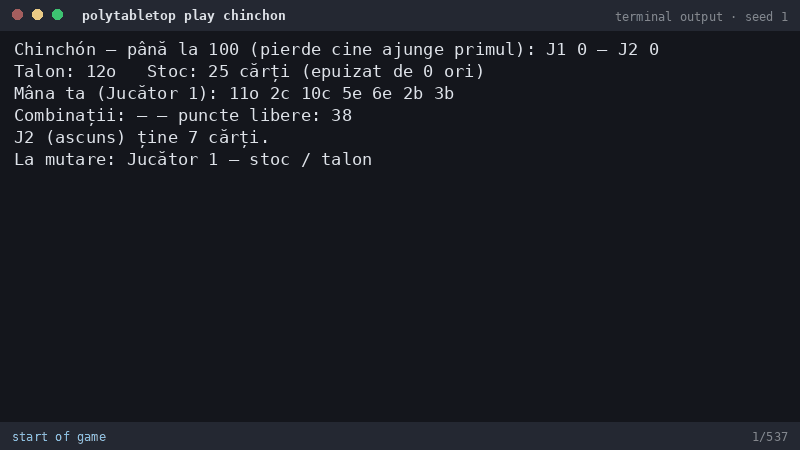 polytabletop play chinchon
terminal output · seed 1
Chinchón — până la 100 (pierde cine ajunge primul): J1 0 — J2 0
Talon: 12o   Stoc: 25 cărți (epuizat de 0 ori)
Mâna ta (Jucător 1): 11o 2c 10c 5e 6e 2b 3b
Combinații: — — puncte libere: 38
J2 (ascuns) ține 7 cărți.
La mutare: Jucător 1 — stoc / talon
start of game
1/537